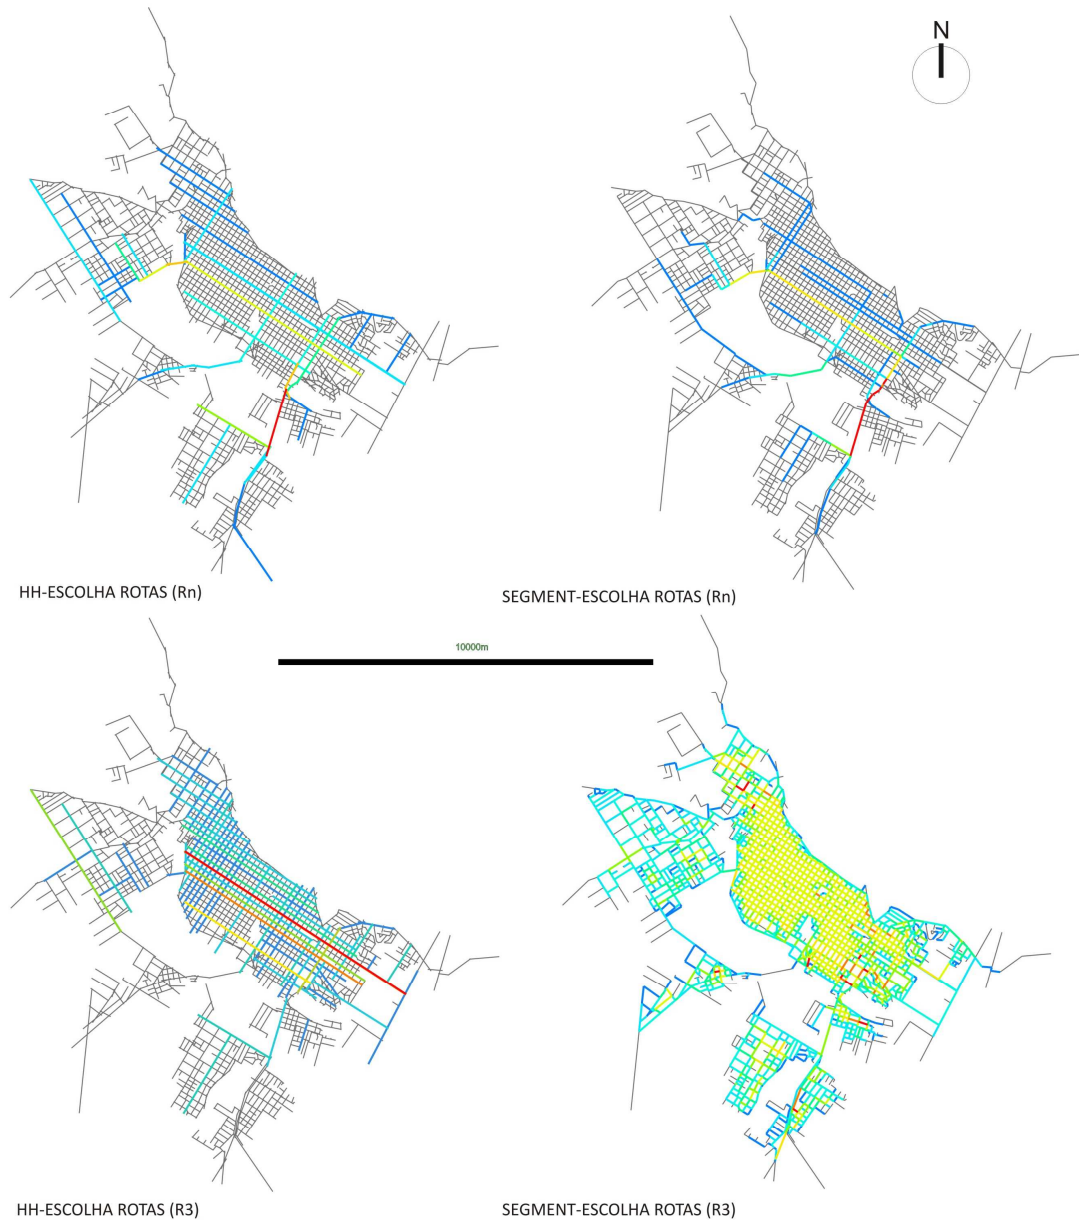 N
HH-ESCOLHA ROTAS (Rn)
SEGMENT-ESCOLHA ROTAS (Rn)
10000m
HH-ESCOLHA ROTAS (R3)
SEGMENT-ESCOLHA ROTAS (R3)